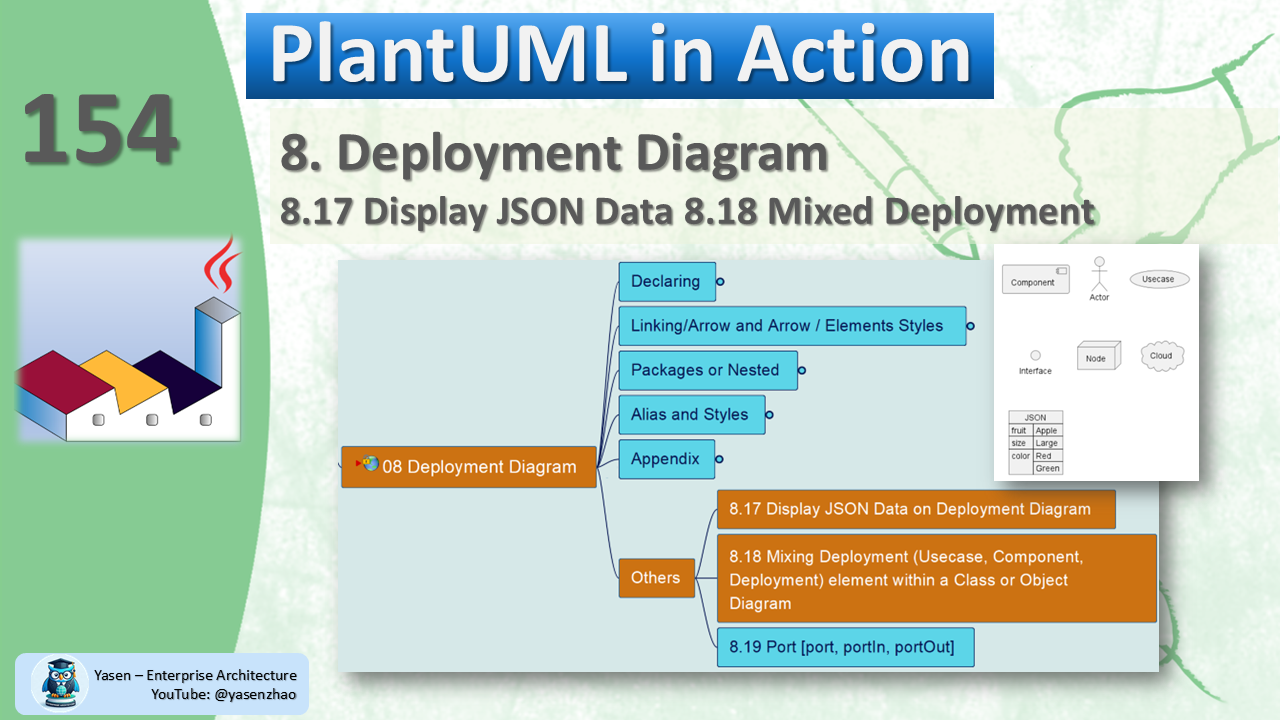 PlantUML in Action
154
8. Deployment Diagram
8.17 Display JSON Data 8.18 Mixed Deployment
Declaring
Linking/Arrow and Arrow / Elements Styles
Packages or Nested
Alias and Styles
Appendix
08 Deployment Diagram
Others
8.17 Display JSON Data on Deployment Diagram
8.18 Mixing Deployment (Usecase, Component,
Deployment) element within a Class or Object
Diagram
8.19 Port [port, portIn, portOut]
Component
Actor
Usecase
Interface
Node
Cloud
JSON
fruit Apple
size Large
color Red
Green
Yasen – Enterprise Architecture
YouTube: @yasenzhao